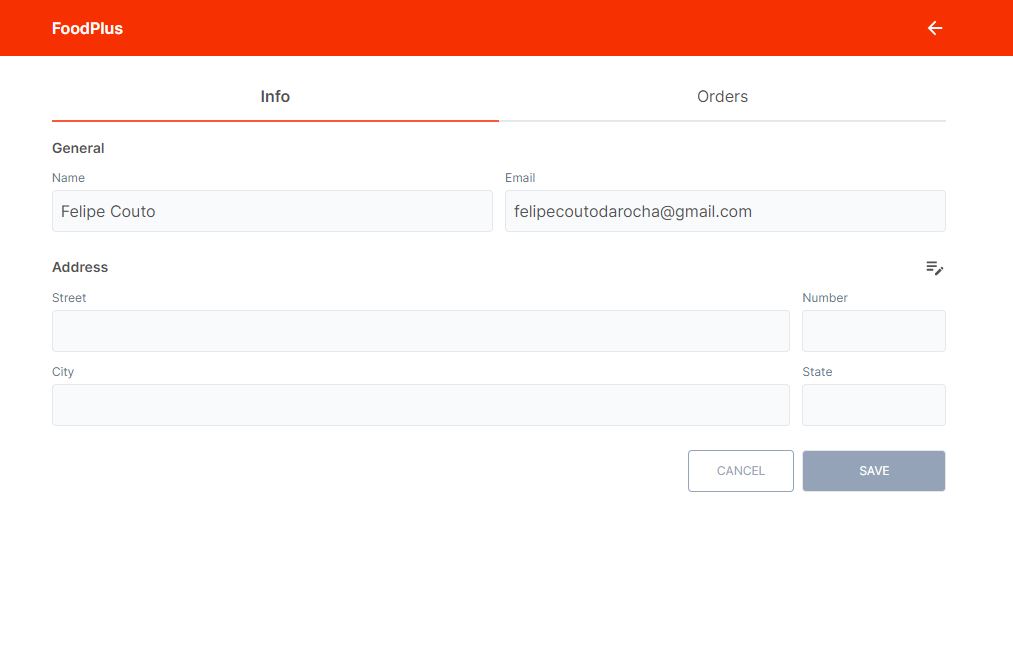 FoodPlus
Info Orders
General
Name Email
Felipe Couto felipecoutodarocha@gmail.com
Address
Street Number
City State
CANCEL SAVE